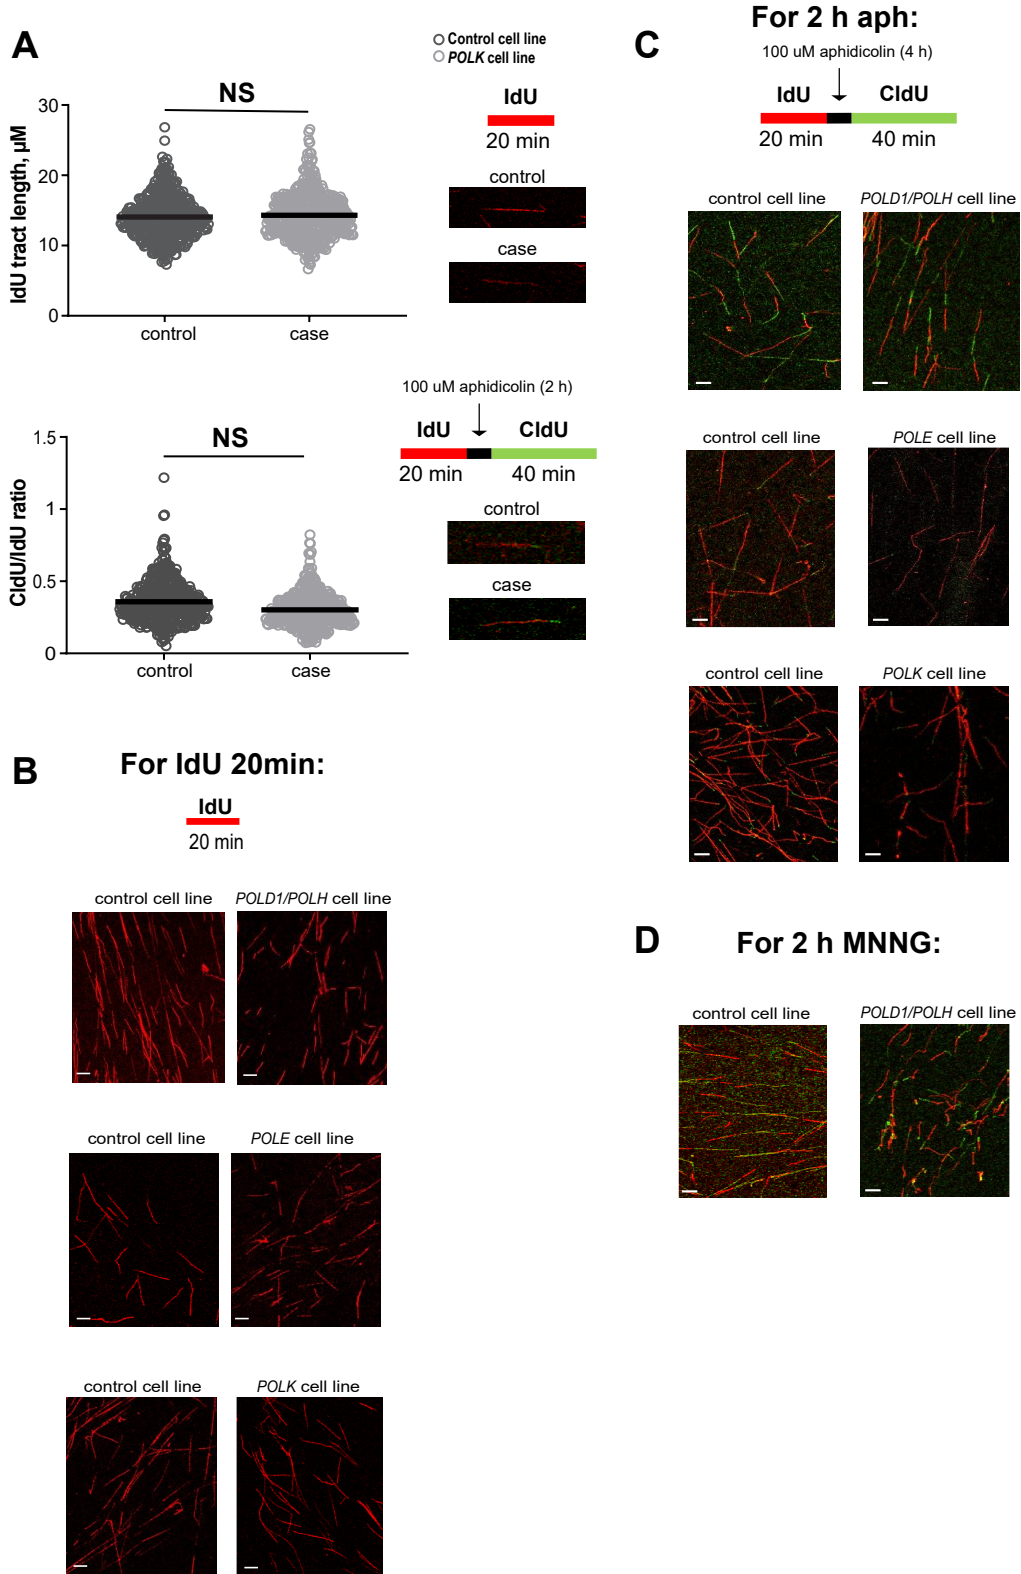 A
Control cell line
POLK cell line
NS
IdU tract length, µM
30
20
10
0
control
case
IdU
20 min
control
case
100 uM aphidicolin (2 h)
IdU
CldU
20 min
40 min
NS
CldU/IdU ratio
1.5
1
0.5
0
control
case
control
case
B
For IdU 20min:
IdU
20 min
control cell line
POLD1/POLH cell line
control cell line
POLE cell line
control cell line
POLK cell line
C
For 2 h aph:
100 uM aphidicolin (4 h)
IdU
CldU
20 min
40 min
control cell line
POLD1/POLH cell line
control cell line
POLE cell line
control cell line
POLK cell line
D
For 2 h MNNG:
control cell line
POLD1/POLH cell line